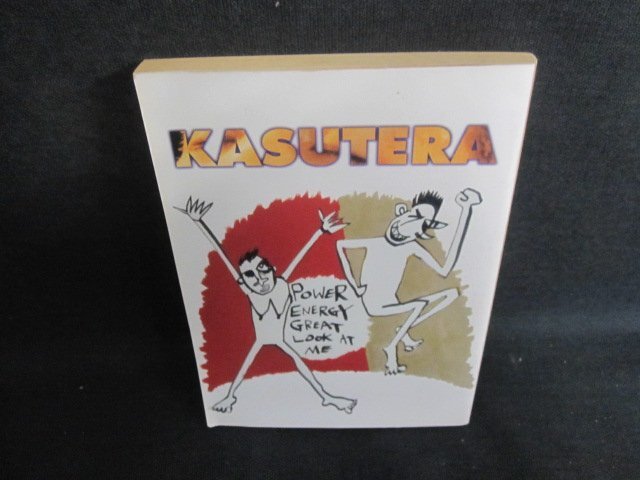 KASUTERA
POWER
ENERGY
GREAT
LOOK AT
ME